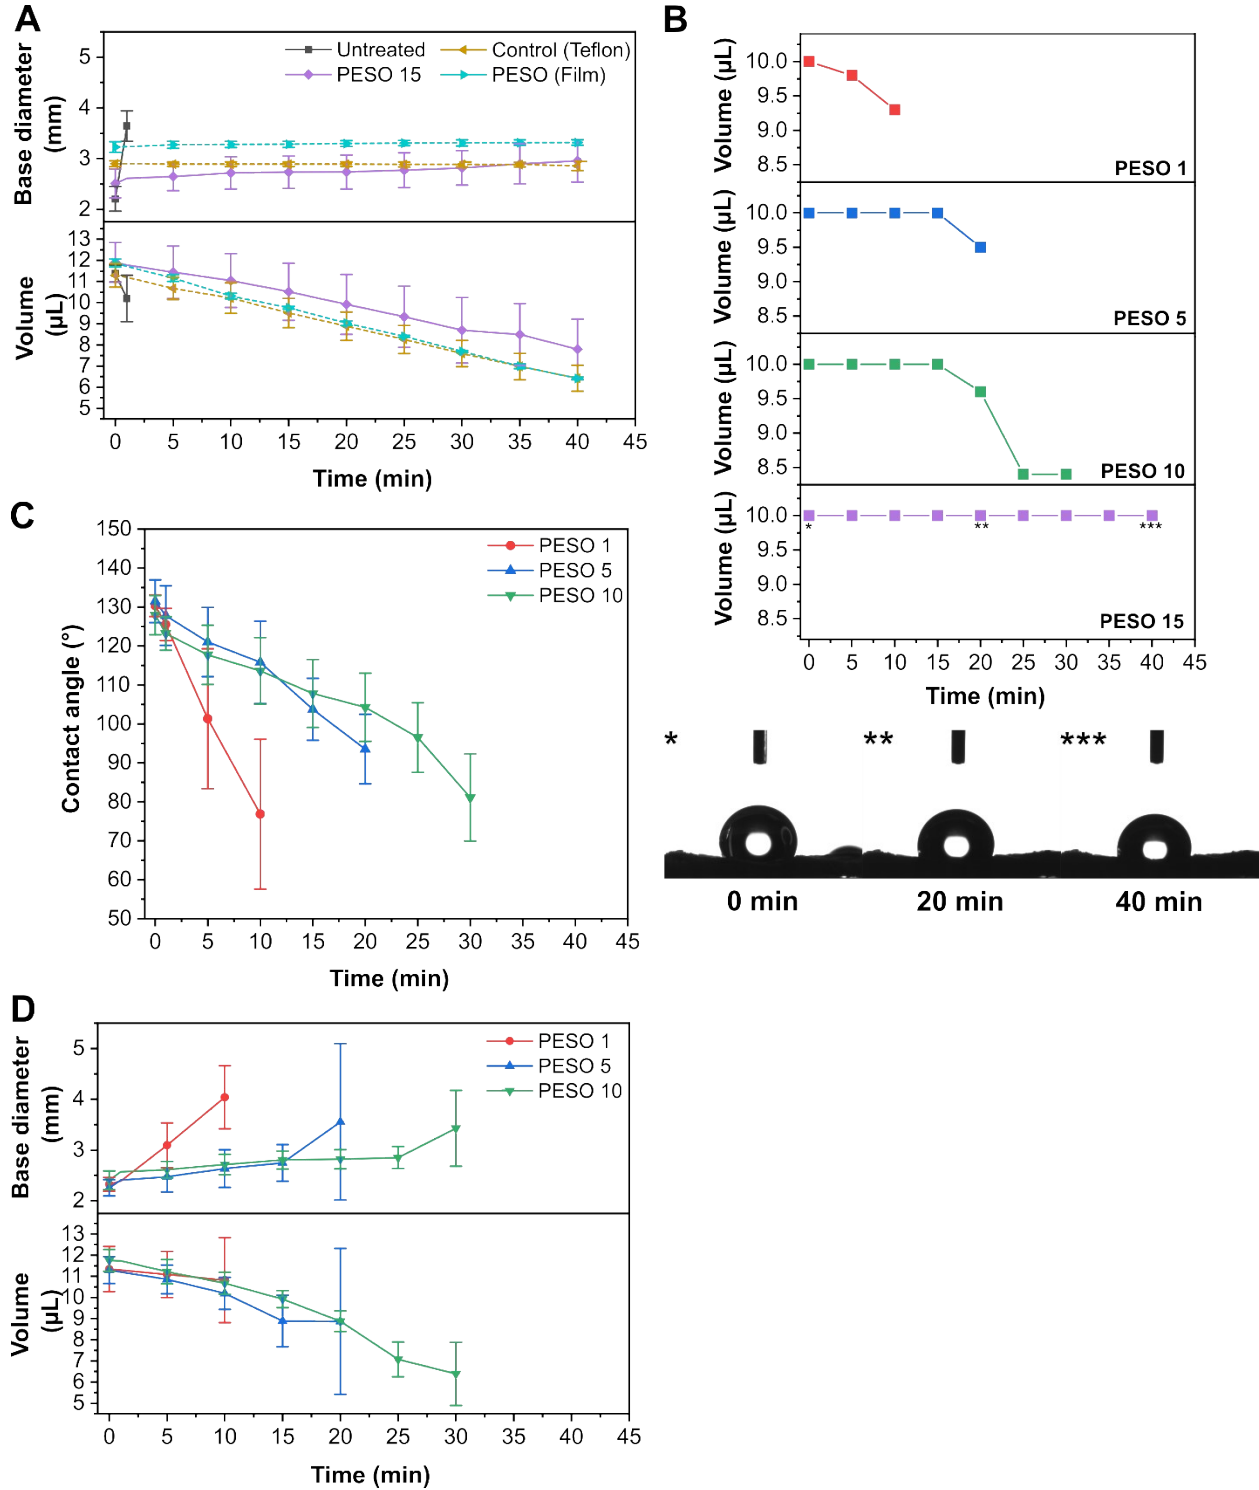 A
Untreated
Control (Teflon)
PESO 15
PESO (Film)
Base diameter
(mm)
5
4
3
2
Volume
(µL)
13
12
11
10
9
8
7
6
5
0 5 10 15 20 25 30 35 40 45
Time (min)
B
Volume (µL)
10.0
9.5
9.0
8.5
PESO 1
Volume (µL)
10.0
9.5
9.0
8.5
PESO 5
Volume (µL)
10.0
9.5
9.0
8.5
PESO 10
Volume (µL)
10.0
9.5
9.0
8.5
* ** ***
PESO 15
0 5 10 15 20 25 30 35 40 45
Time (min)
* ** ***
0 min 20 min 40 min
C
PESO 1
PESO 5
PESO 10
Contact angle (°)
150
140
130
120
110
100
90
80
70
60
50
0 5 10 15 20 25 30 35 40 45
Time (min)
D
PESO 1
PESO 5
PESO 10
Base diameter
(mm)
5
4
3
2
Volume
(µL)
13
12
11
10
9
8
7
6
5
0 5 10 15 20 25 30 35 40 45
Time (min)